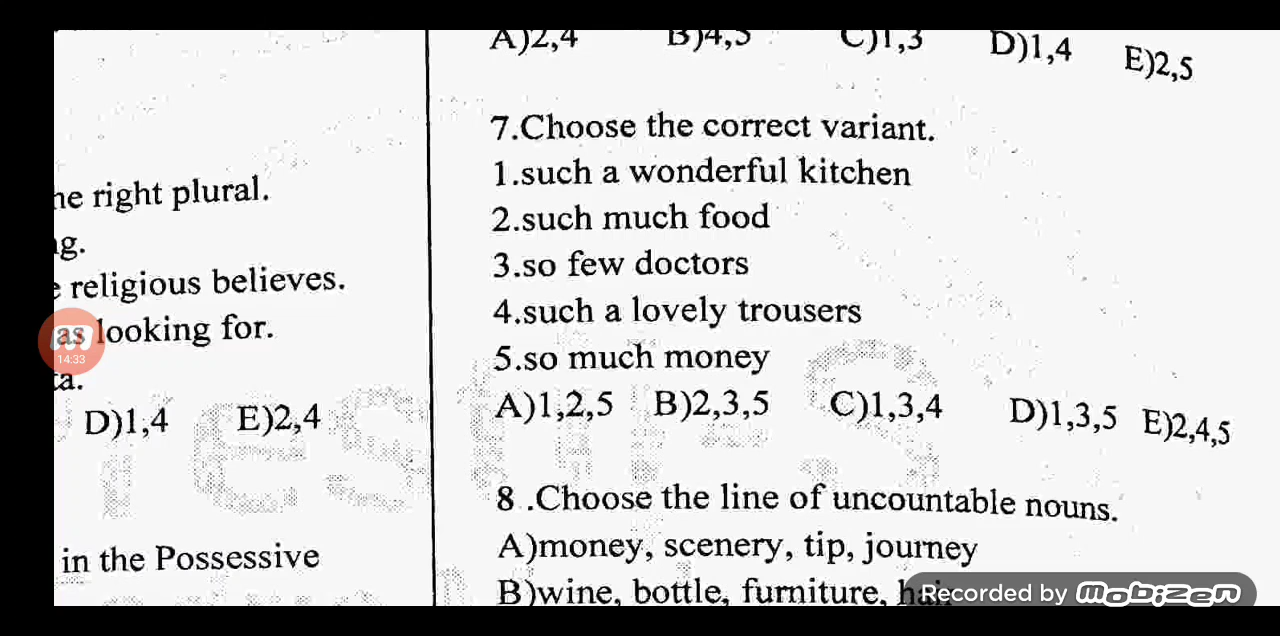 he right plural.
g.
religious believes.
as looking for.
ta.
D)1,4 E)2,4
in the Possessive
A)2,4 B)4,5 C)1,3 D)1,4 E)2,5
7.Choose the correct variant.
1.such a wonderful kitchen
2.such much food
3.so few doctors
4.such a lovely trousers
5.so much money
A)1,2,5 B)2,3,5 C)1,3,4 D)1,3,5 E)2,4,5
8 .Choose the line of uncountable nouns.
A)money, scenery, tip, journey
B)wine, bottle, furniture,
14:33
Recorded by Mobizen